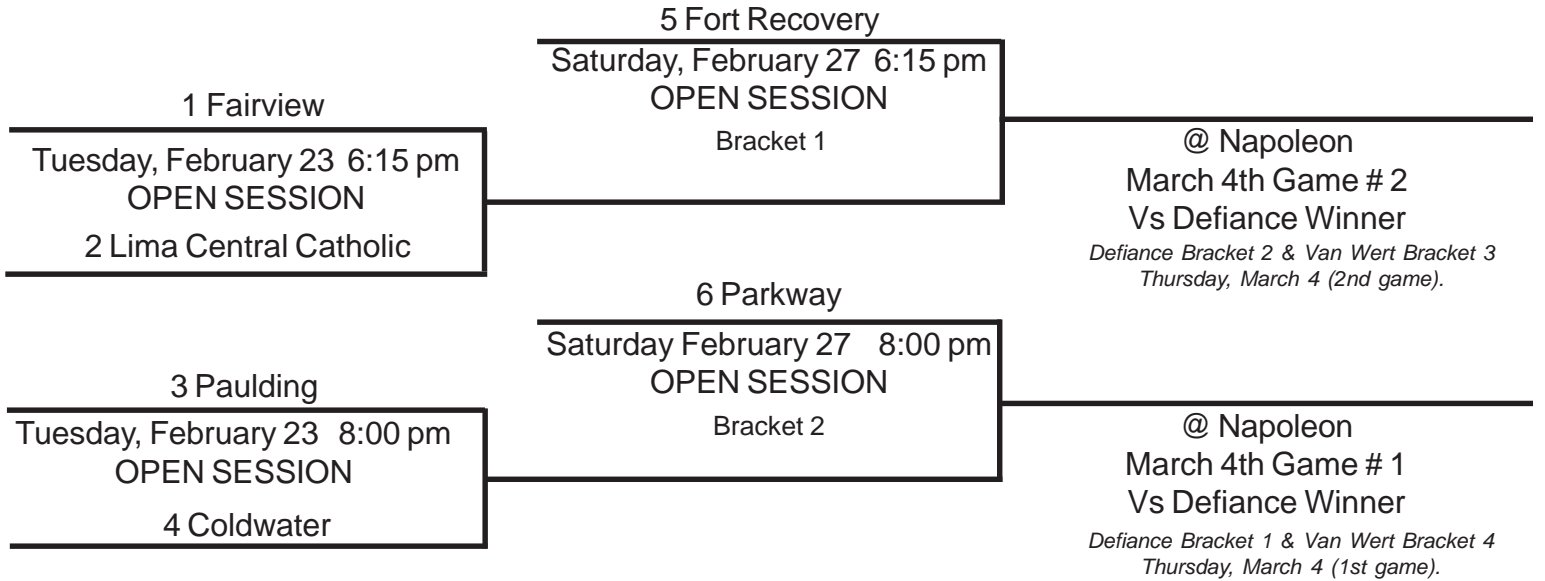 5 Fort Recovery
Saturday, February 27 6:15 pm
OPEN SESSION
Bracket 1
1 Fairview
Tuesday, February 23 6:15 pm
OPEN SESSION
2 Lima Central Catholic
@ Napoleon
March 4th Game # 2
Vs Defiance Winner
Defiance Bracket 2 & Van Wert Bracket 3
Thursday, March 4 (2nd game).
6 Parkway
Saturday February 27 8:00 pm
OPEN SESSION
Bracket 2
3 Paulding
Tuesday, February 23 8:00 pm
OPEN SESSION
4 Coldwater
@ Napoleon
March 4th Game # 1
Vs Defiance Winner
Defiance Bracket 1 & Van Wert Bracket 4
Thursday, March 4 (1st game).